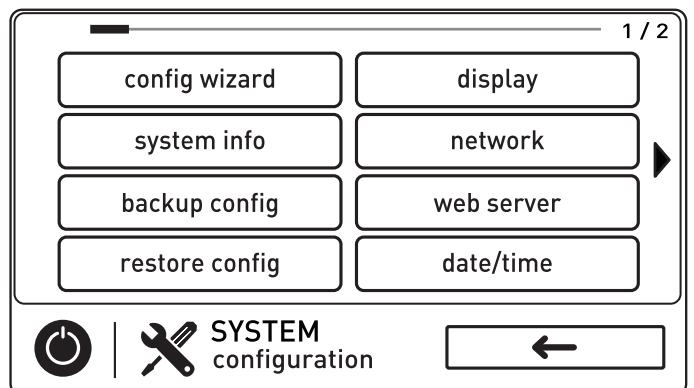 1 / 2
config wizard
display
system info
network
backup config
web server
restore config
date/time
SYSTEM
configuration